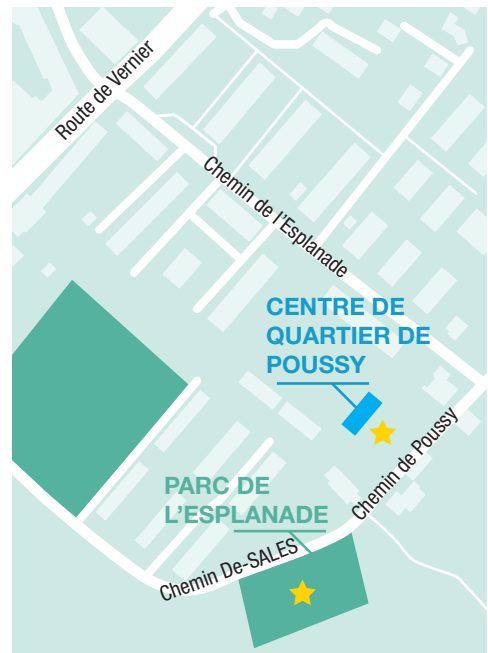 Route de Vernier
Chemin de l'Esplanade
CENTRE DE
QUARTIER DE
POUSSY
Chemin de Poussy
PARC DE
L'ESPLANADE
Chemin De-SALES